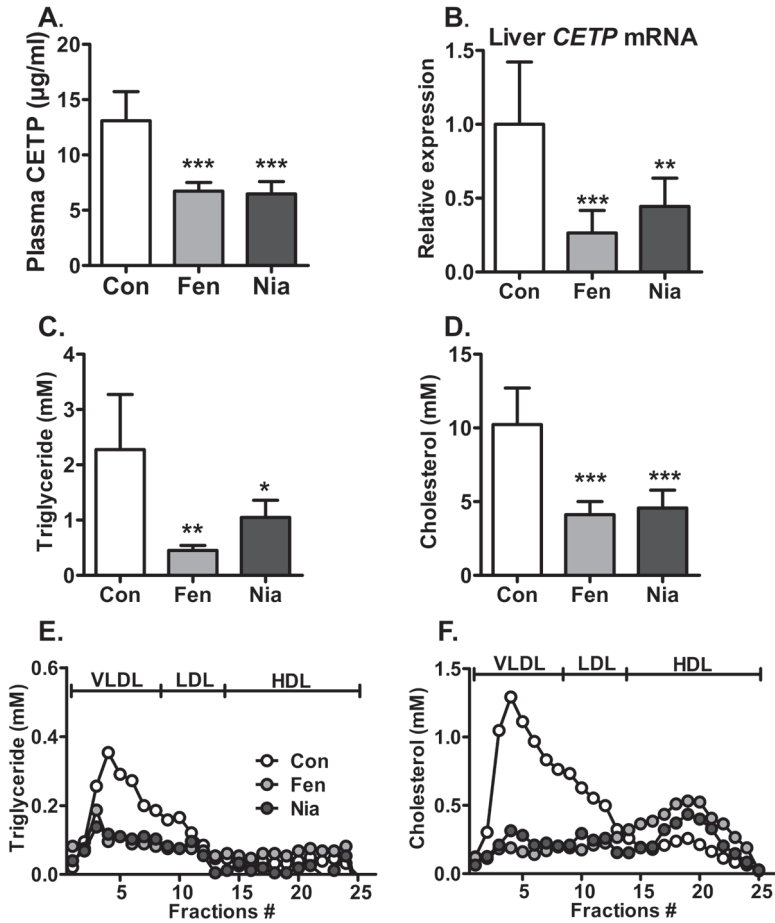 A.
Plasma CETP (µg/ml)
20
15
10
5
0
***
***
Con
Fen
Nia
B.
Liver CETP mRNA
Relative expression
1.5
1.0
0.5
0.0
***
**
Con
Fen
Nia
C.
Triglyceride (mM)
4
3
2
1
0
**
*
Con
Fen
Nia
D.
Cholesterol (mM)
15
10
5
0
***
***
Con
Fen
Nia
E.
Triglyceride (mM)
0.6
0.4
0.2
0.0
VLDL
LDL
HDL
Con
Fen
Nia
5
10
15
20
25
Fractions #
F.
Cholesterol (mM)
1.5
1.0
0.5
0.0
VLDL
LDL
HDL
5
10
15
20
25
Fractions #